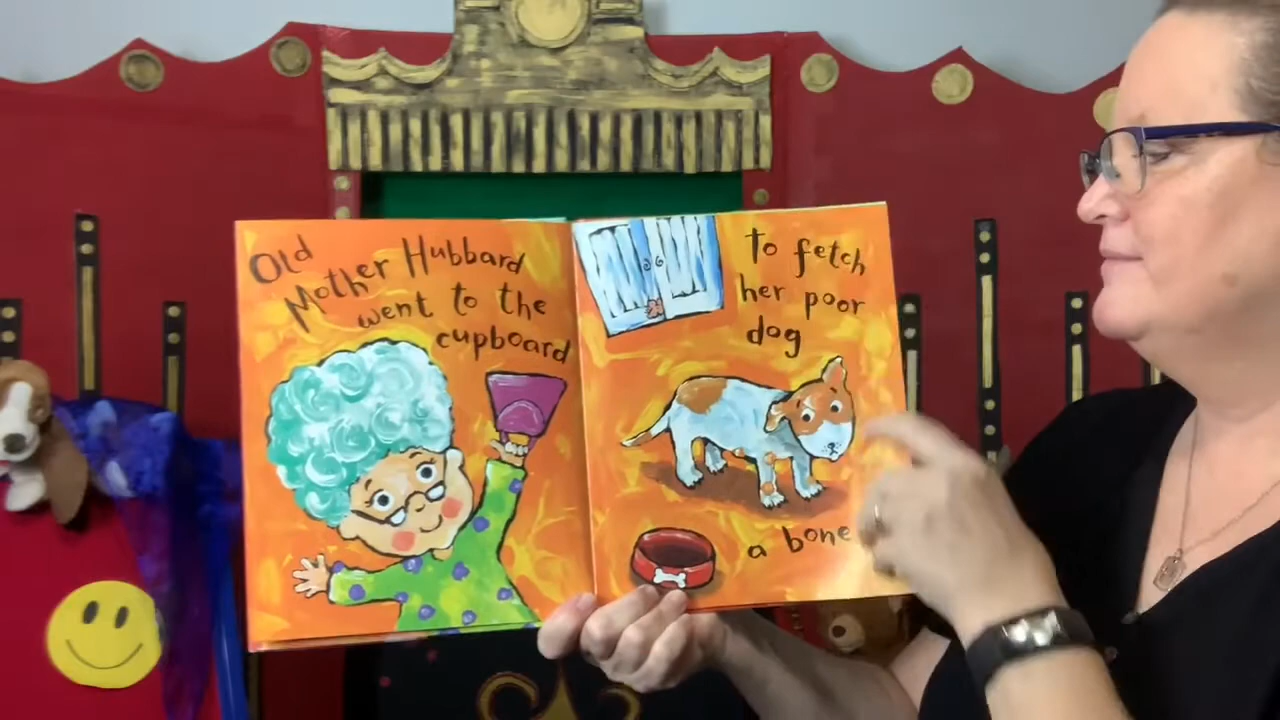 Old
Mother Hubbard
went to the
cupboard
To fetch
her poor
dog
a bone